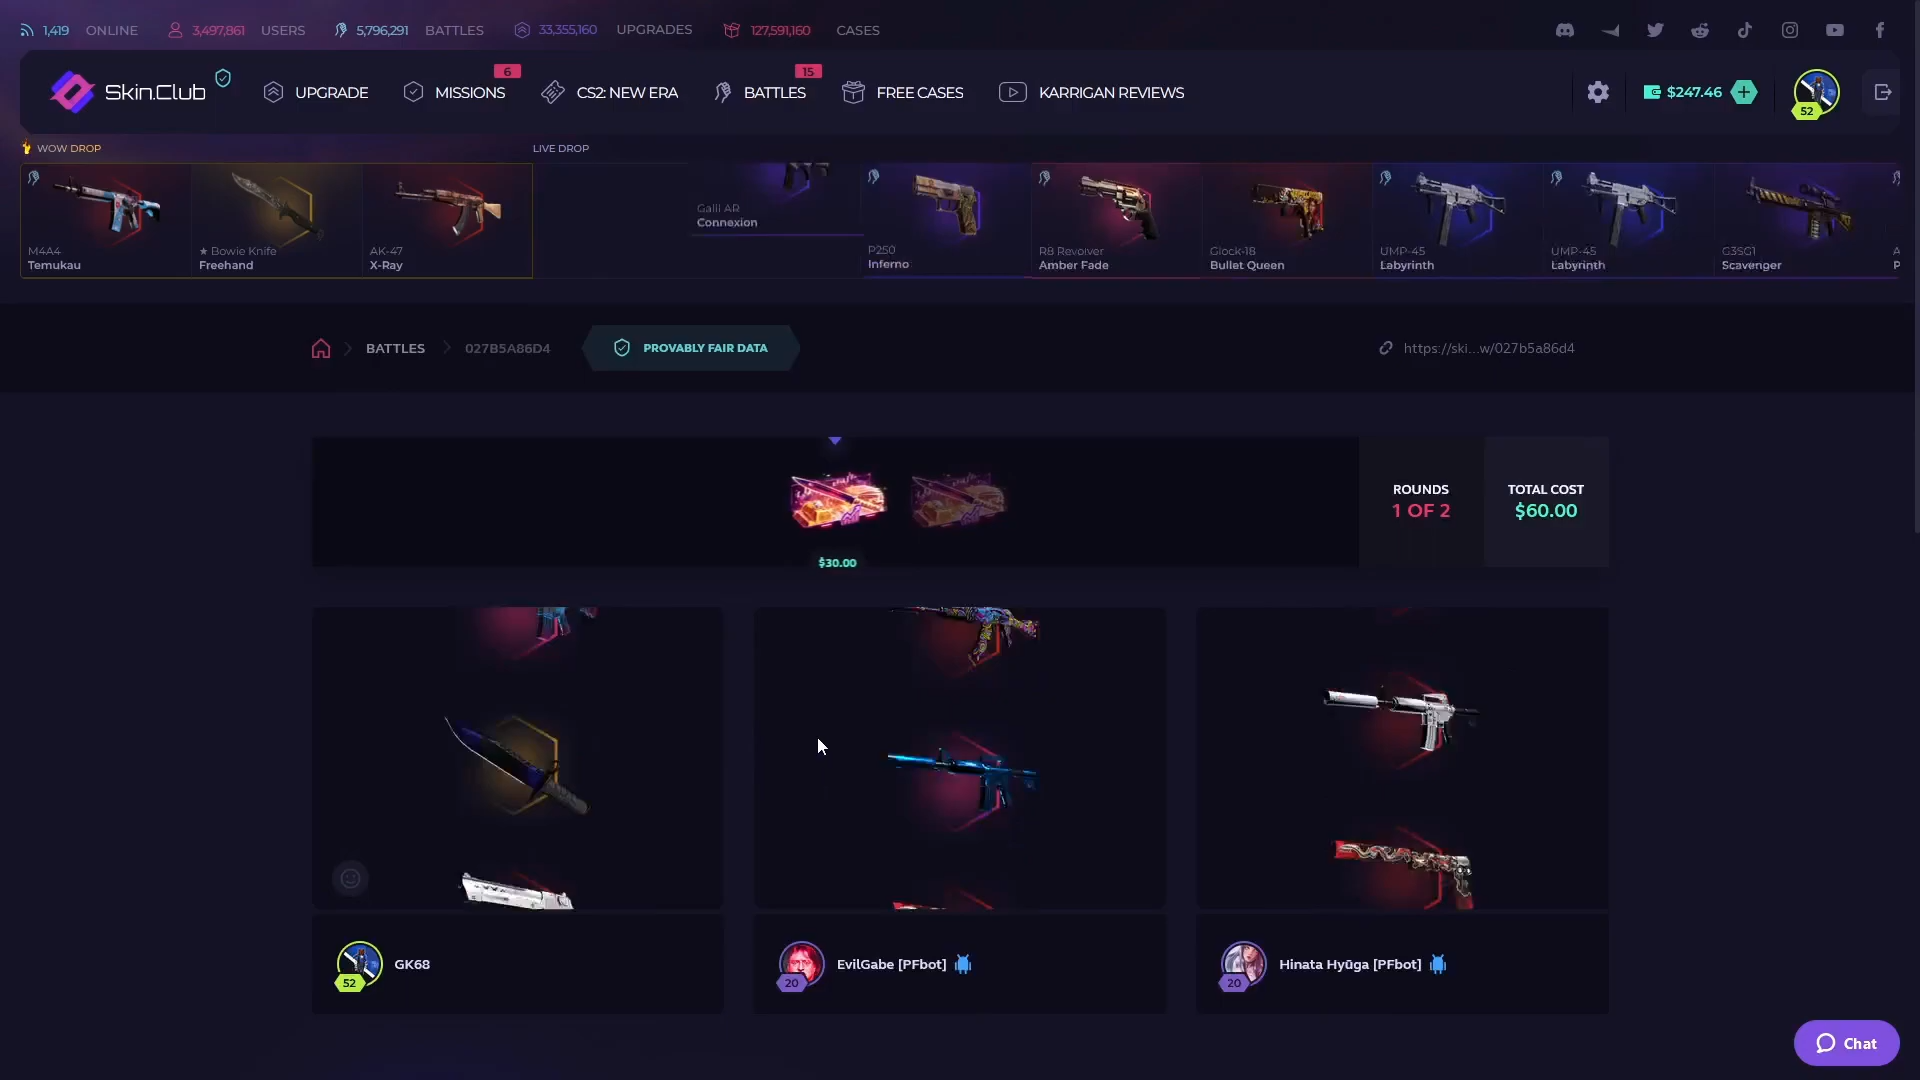 1,419 ONLINE 3,497,861 USERS 5,796,291 BATTLES 33,355,160 UPGRADES 127,591,160 CASES
Skin.Club UPGRADE MISSIONS 6 CS2: NEW ERA BATTLES 15 FREE CASES KARRIGAN REVIEWS $247.46 52
WOW DROP LIVE DROP
M4A4
Temukau
★ Bowie Knife
Freehand
AK-47
X-Ray
Galil AR
Connexion
P250
Inferno
R8 Revolver
Amber Fade
Glock-18
Bullet Queen
UMP-45
Labyrinth
UMP-45
Labyrinth
G3SG1
Scavenger
A
P
BATTLES 027B5A86D4 PROVABLY FAIR DATA https://ski...w/027b5a86d4
ROUNDS
1 OF 2
TOTAL COST
$60.00
$30.00
GK68
52
EvilGabe [PFbot]
20
Hinata Hyūga [PFbot]
20
Chat